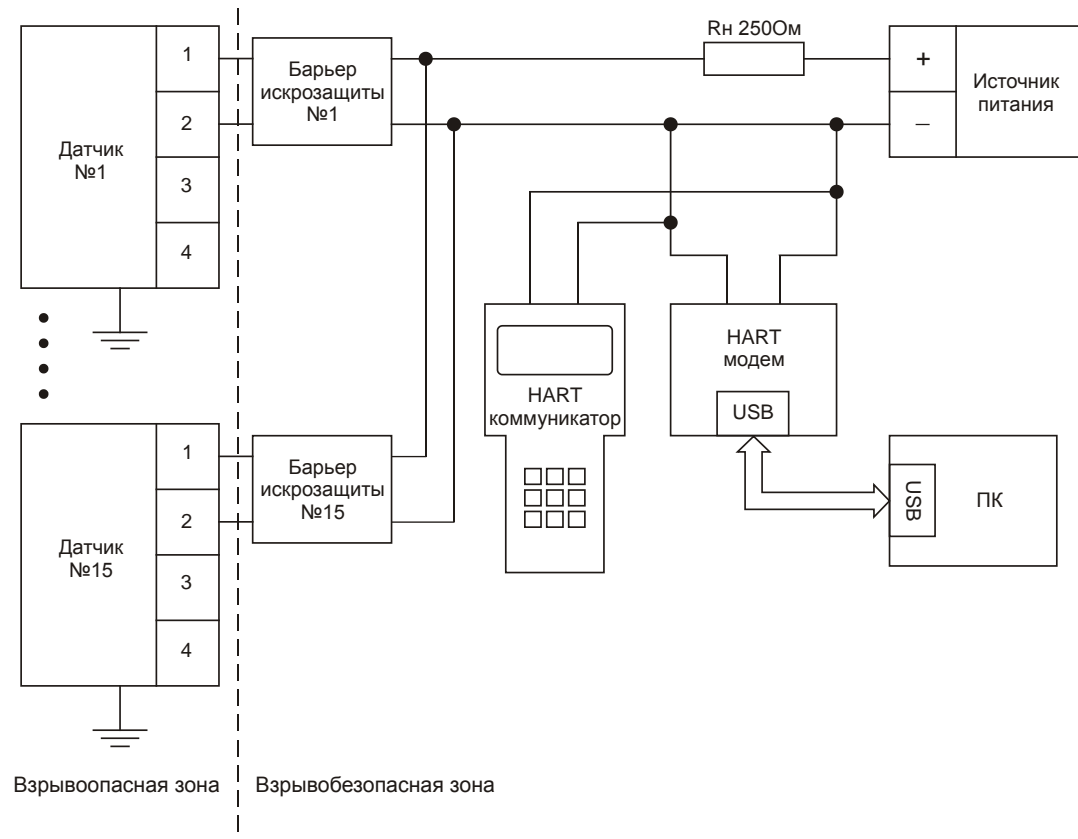 Датчик
№1
1
2
3
4
Барьер
искрозащиты
№1
Rн 250Ом
+
–
Источник
питания
HART
коммуникатор
HART
модем
USB
USB
ПК
Датчик
№15
1
2
3
4
Барьер
искрозащиты
№15
Взрывоопасная зона
Взрывобезопасная зона